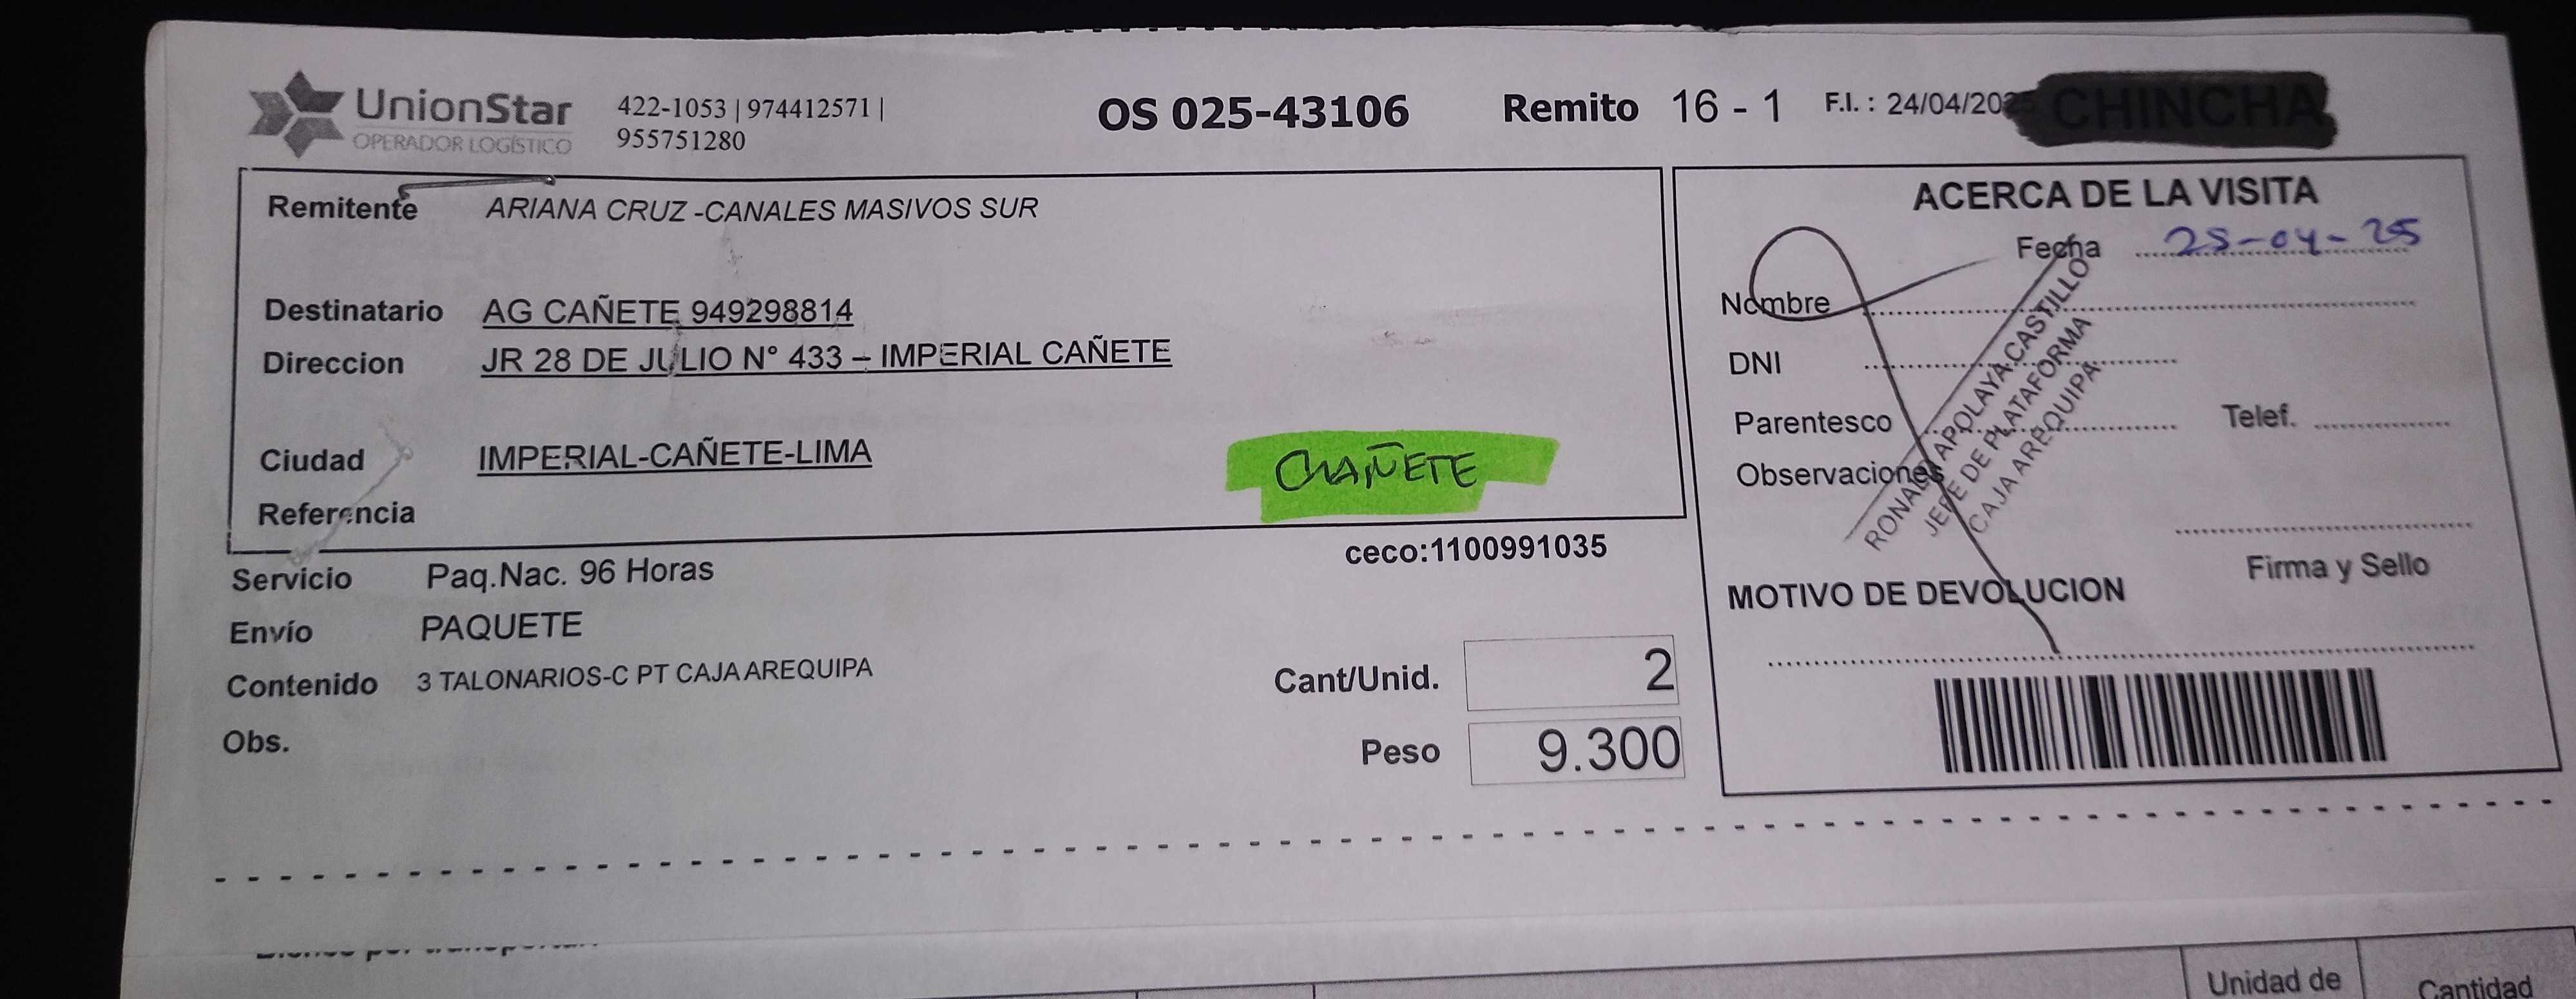 UnionStar
OPERADOR LOGÍSTICO
422-1053 | 974412571 |
955751280
OS 025-43106
Remito 16 - 1
F.I. : 24/04/2025
CHINCHA
Remitente ARIANA CRUZ -CANALES MASIVOS SUR
Destinatario AG CAÑETE 949298814
Direccion JR 28 DE JULIO N° 433 – IMPERIAL CAÑETE
Ciudad IMPERIAL-CAÑETE-LIMA
CAÑETE
Referencia
ceco:1100991035
Servicio Paq.Nac. 96 Horas
Envío PAQUETE
Contenido 3 TALONARIOS-C PT CAJA AREQUIPA
Obs.
Cant/Unid. 2
Peso 9.300
ACERCA DE LA VISITA
Fecha 25-04-25
Nombre
DNI
Parentesco
Telef.
Observaciones
RONALD APOLAYA CASTILLO
JEFE DE PLATAFORMA
CAJA AREQUIPA
Firma y Sello
MOTIVO DE DEVOLUCION
Unidad de
Cantidad